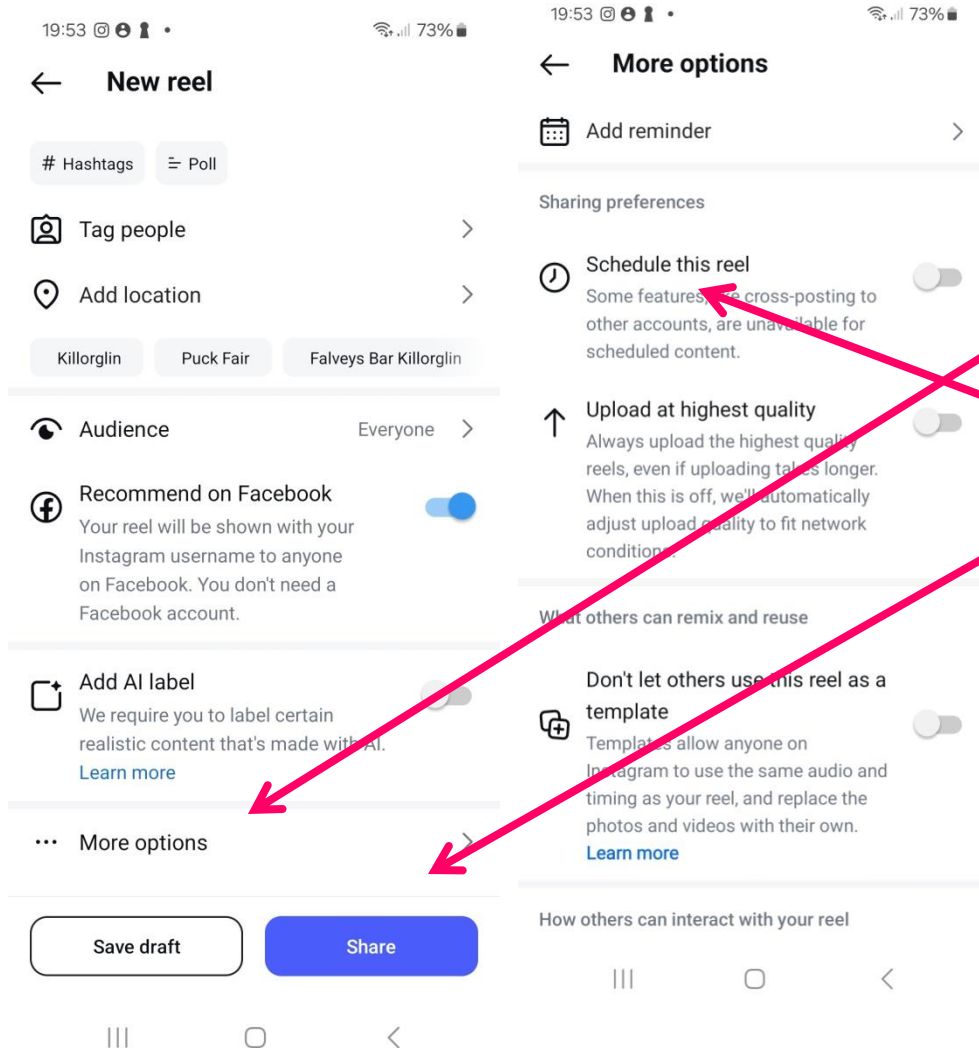 19:53
73%
New reel
# Hashtags
Poll
Tag people
Add location
Killorglin
Puck Fair
Falveys Bar Killorglin
Audience
Everyone
Recommend on Facebook
Your reel will be shown with your
Instagram username to anyone
on Facebook. You don't need a
Facebook account.
Add AI label
We require you to label certain
realistic content that's made with AI.
Learn more
More options
Save draft
Share
19:53
73%
More options
Add reminder
Sharing preferences
Schedule this reel
Some features, like cross-posting to
other accounts, are unavailable for
scheduled content.
Upload at highest quality
Always upload the highest quality
reels, even if uploading takes longer.
When this is off, we'll automatically
adjust upload quality to fit network
conditions.
What others can remix and reuse
Don't let others use this reel as a
template
Templates allow anyone on
Instagram to use the same audio and
timing as your reel, and replace the
photos and videos with their own.
Learn more
How others can interact with your reel